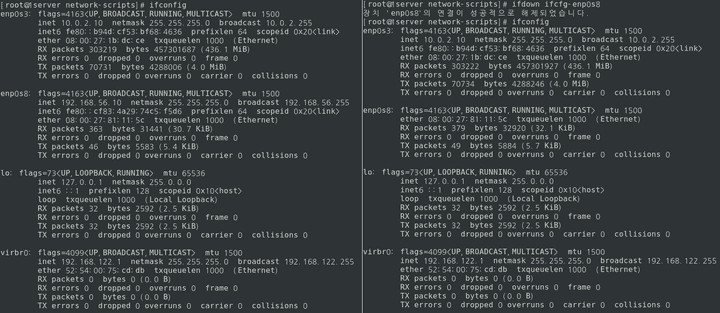 [root@lserver network-scripts]# ifconfig
enp0s3: flags=4163<UP,BROADCAST,RUNNING,MULTICAST>  mtu 1500
inet 10.0.2.15  netmask 255.255.255.0  broadcast 10.0.2.255
inet6 fe80::b94d:cf53:bf68:4636  prefixlen 64  scopeid 0x20<link>
ether 08:00:27:1b:dc:ce  txqueuelen 1000  (Ethernet)
RX packets 303219  bytes 457301687 (436.1 MiB)
RX errors 0  dropped 0  overruns 0  frame 0
TX packets 70731  bytes 4288006 (4.0 MiB)
TX errors 0  dropped 0 overruns 0  carrier 0  collisions 0
enp0s8: flags=4163<UP,BROADCAST,RUNNING,MULTICAST>  mtu 1500
inet 192.168.56.10  netmask 255.255.255.0  broadcast 192.168.56.255
inet6 fe80::cf83:4a29:74c5:f5d6  prefixlen 64  scopeid 0x20<link>
ether 08:00:27:81:11:5c  txqueuelen 1000  (Ethernet)
RX packets 363  bytes 31441 (30.7 KiB)
RX errors 0  dropped 0  overruns 0  frame 0
TX packets 46  bytes 5583 (5.4 KiB)
TX errors 0  dropped 0 overruns 0  carrier 0  collisions 0
lo: flags=73<UP,LOOPBACK,RUNNING>  mtu 65536
inet 127.0.0.1  netmask 255.0.0.0
inet6 ::1  prefixlen 128  scopeid 0x10<host>
loop  txqueuelen 1000  (Local Loopback)
RX packets 32  bytes 2592 (2.5 KiB)
RX errors 0  dropped 0  overruns 0  frame 0
TX packets 32  bytes 2592 (2.5 KiB)
TX errors 0  dropped 0 overruns 0  carrier 0  collisions 0
virbr0: flags=4099<UP,BROADCAST,MULTICAST>  mtu 1500
inet 192.168.122.1  netmask 255.255.255.0  broadcast 192.168.122.255
ether 52:54:00:75:cd:db  txqueuelen 1000  (Ethernet)
RX packets 0  bytes 0 (0.0 B)
RX errors 0  dropped 0  overruns 0  frame 0
TX packets 0  bytes 0 (0.0 B)
TX errors 0  dropped 0 overruns 0  carrier 0  collisions 0
[root@lserver network-scripts]# ifdown ifcfg-enp0s8
장치 'enp0s8'의 연결이 성공적으로 해제되었습니다.
[root@lserver network-scripts]# ifconfig
enp0s3: flags=4163<UP,BROADCAST,RUNNING,MULTICAST>  mtu 1500
inet 10.0.2.15  netmask 255.255.255.0  broadcast 10.0.2.255
inet6 fe80::b94d:cf53:bf68:4636  prefixlen 64  scopeid 0x20<link>
ether 08:00:27:1b:dc:ce  txqueuelen 1000  (Ethernet)
RX packets 303222  bytes 457301927 (436.1 MiB)
RX errors 0  dropped 0  overruns 0  frame 0
TX packets 70734  bytes 4288246 (4.0 MiB)
TX errors 0  dropped 0 overruns 0  carrier 0  collisions 0
enp0s8: flags=4163<UP,BROADCAST,RUNNING,MULTICAST>  mtu 1500
ether 08:00:27:81:11:5c  txqueuelen 1000  (Ethernet)
RX packets 379  bytes 32920 (32.1 KiB)
RX errors 0  dropped 0  overruns 0  frame 0
TX packets 49  bytes 5884 (5.7 KiB)
TX errors 0  dropped 0 overruns 0  carrier 0  collisions 0
lo: flags=73<UP,LOOPBACK,RUNNING>  mtu 65536
inet 127.0.0.1  netmask 255.0.0.0
inet6 ::1  prefixlen 128  scopeid 0x10<host>
loop  txqueuelen 1000  (Local Loopback)
RX packets 32  bytes 2592 (2.5 KiB)
RX errors 0  dropped 0  overruns 0  frame 0
TX packets 32  bytes 2592 (2.5 KiB)
TX errors 0  dropped 0 overruns 0  carrier 0  collisions 0
virbr0: flags=4099<UP,BROADCAST,MULTICAST>  mtu 1500
inet 192.168.122.1  netmask 255.255.255.0  broadcast 192.168.122.255
ether 52:54:00:75:cd:db  txqueuelen 1000  (Ethernet)
RX packets 0  bytes 0 (0.0 B)
RX errors 0  dropped 0  overruns 0  frame 0
TX packets 0  bytes 0 (0.0 B)
TX errors 0  dropped 0 overruns 0  carrier 0  collisions 0